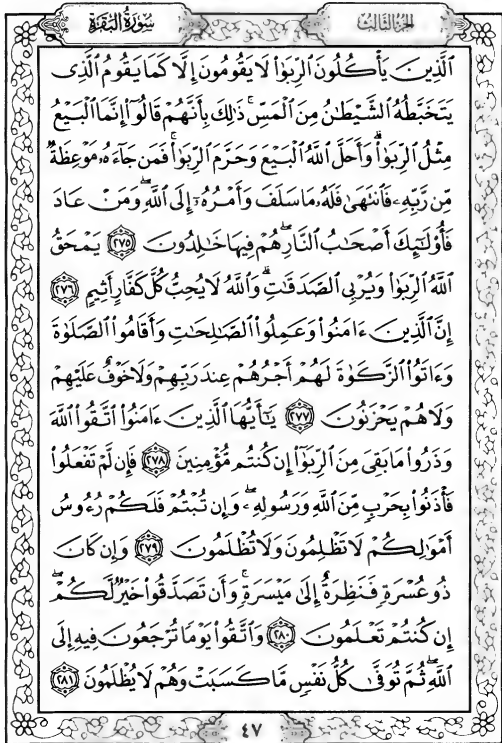 سُورَةُ البَقَرَةِ
الجُزءُ الثَّالِثُ
ٱلَّذِينَ يَأۡكُلُونَ ٱلرِّبَوٰاْ لَا يَقُومُونَ إِلَّا كَمَا يَقُومُ ٱلَّذِي
يَتَخَبَّطُهُ ٱلشَّيۡطَٰنُ مِنَ ٱلۡمَسِّۚ ذَٰلِكَ بِأَنَّهُمۡ قَالُوٓاْ إِنَّمَا ٱلۡبَيۡعُ
مِثۡلُ ٱلرِّبَوٰاْۗ وَأَحَلَّ ٱللَّهُ ٱلۡبَيۡعَ وَحَرَّمَ ٱلرِّبَوٰاْۚ فَمَن جَآءَهُۥ مَوۡعِظَةٞ
مِّن رَّبِّهِۦ فَٱنتَهَىٰ فَلَهُۥ مَا سَلَفَ وَأَمۡرُهُۥٓ إِلَى ٱللَّهِۖ وَمَنۡ عَادَ
فَأُوْلَٰٓئِكَ أَصۡحَٰبُ ٱلنَّارِۖ هُمۡ فِيهَا خَٰلِدُونَ ٢٧٥ يَمۡحَقُ
ٱللَّهُ ٱلرِّبَوٰاْ وَيُرۡبِي ٱلصَّدَقَٰتِۗ وَٱللَّهُ لَا يُحِبُّ كُلَّ كَفَّارٍ أَثِيمٍ ٢٧٦
إِنَّ ٱلَّذِينَ ءَامَنُواْ وَعَمِلُواْ ٱلصَّٰلِحَٰتِ وَأَقَامُواْ ٱلصَّلَوٰةَ
وَءَاتَوُاْ ٱلزَّكَوٰةَ لَهُمۡ أَجۡرُهُمۡ عِندَ رَبِّهِمۡ وَلَا خَوۡفٌ عَلَيۡهِمۡ
وَلَا هُمۡ يَحۡزَنُونَ ٢٧٧ يَٰٓأَيُّهَا ٱلَّذِينَ ءَامَنُواْ ٱتَّقُواْ ٱللَّهَ
وَذَرُواْ مَا بَقِيَ مِنَ ٱلرِّبَوٰٓاْ إِن كُنتُم مُّؤۡمِنِينَ ٢٧٨ فَإِن لَّمۡ تَفۡعَلُواْ
فَأۡذَنُواْ بِحَرۡبٖ مِّنَ ٱللَّهِ وَرَسُولِهِۦۖ وَإِن تُبۡتُمۡ فَلَكُمۡ رُءُوسُ
أَمۡوَٰلِكُمۡ لَا تَظۡلِمُونَ وَلَا تُظۡلَمُونَ ٢٧٩ وَإِن كَانَ
ذُو عُسۡرَةٖ فَنَظِرَةٌ إِلَىٰ مَيۡسَرَةٖۚ وَأَن تَصَدَّقُواْ خَيۡرٞ لَّكُمۡۖ
إِن كُنتُمۡ تَعۡلَمُونَ ٢٨٠ وَٱتَّقُواْ يَوۡمٗا تُرۡجَعُونَ فِيهِ إِلَى
ٱللَّهِۖ ثُمَّ تُوَفَّىٰ كُلُّ نَفۡسٖ مَّا كَسَبَتۡ وَهُمۡ لَا يُظۡلَمُونَ ٢٨١
٤٧